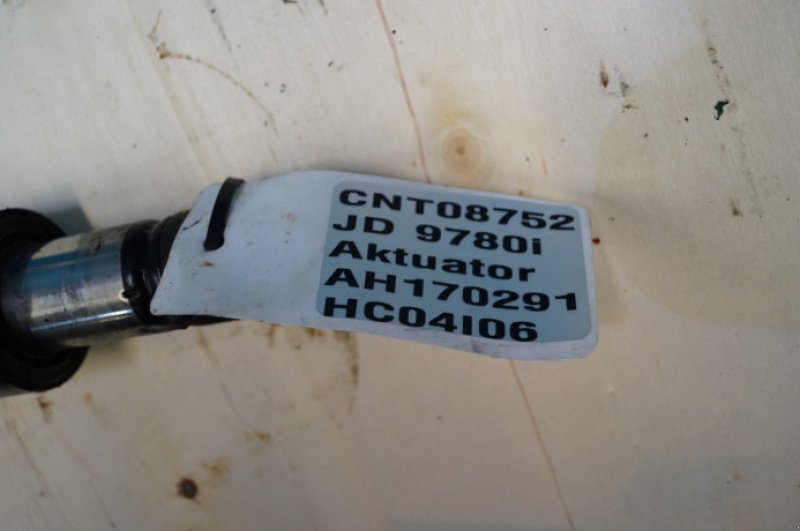 CNT08752
JD 9780i
Aktuator
AH170291
HC04I06